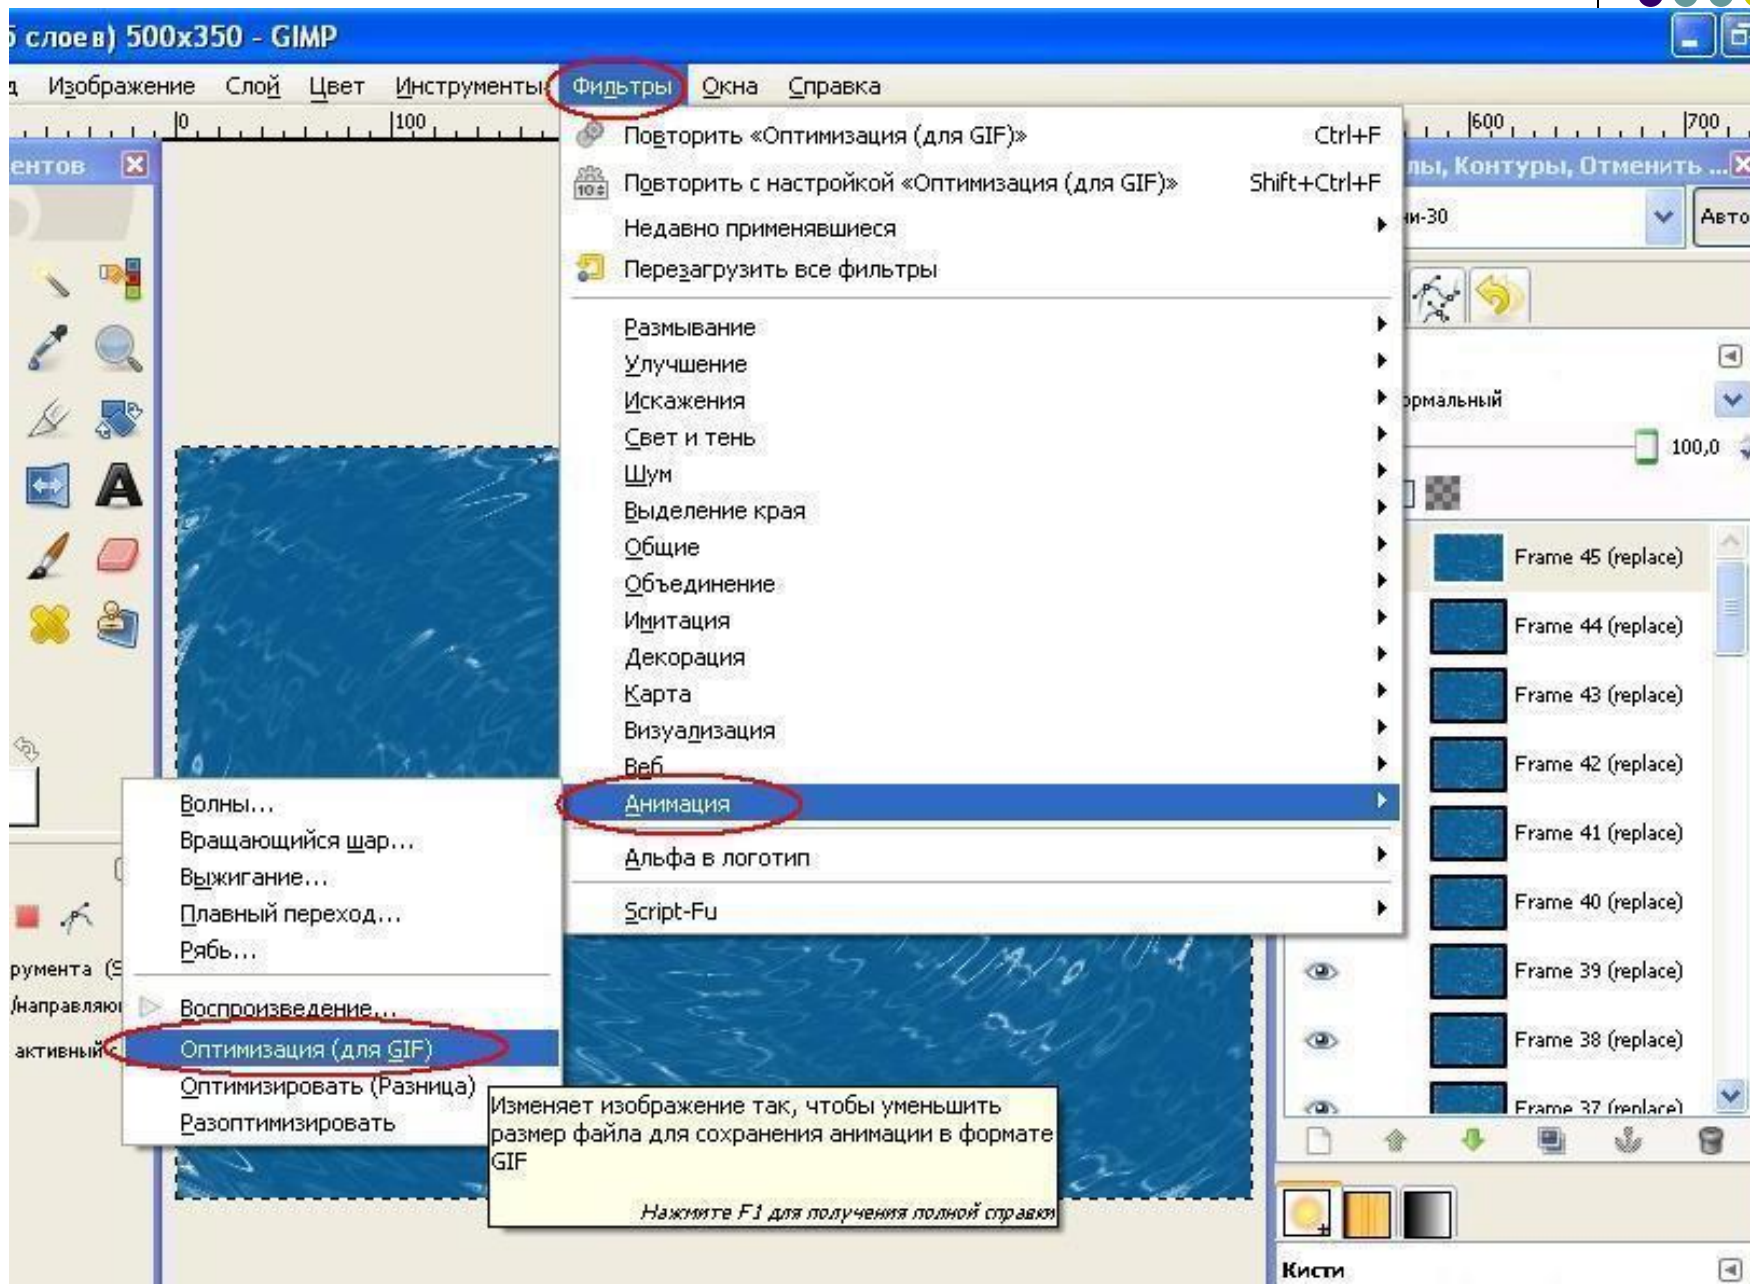 слоев) 500x350 - GIMP
Изображение Слой Цвет Инструменты Фильтры Окна Справка
0 100 600 700
ентов
Повторить «Оптимизация (для GIF)» Ctrl+F
Повторить с настройкой «Оптимизация (для GIF)» Shift+Ctrl+F
Недавно применявшиеся
Перезагрузить все фильтры
Размывание
Улучшение
Искажения
Свет и тень
Шум
Выделение края
Общие
Объединение
Имитация
Декорация
Карта
Визуализация
Веб
Анимация
Альфа в логотип
Script-Fu
Волны...
Вращающийся шар...
Выжигание...
Плавный переход...
Рябь...
Воспроизведение...
Оптимизация (для GIF)
Оптимизировать (Разница)
Разоптимизировать
румента (S
/направляю
активный с
Изменяет изображение так, чтобы уменьшить
размер файла для сохранения анимации в формате
GIF
Нажмите F1 для получения полной справки
лы, Контуры, Отменить ...
ни-30 Авто
ормальный
100,0
Frame 45 (replace)
Frame 44 (replace)
Frame 43 (replace)
Frame 42 (replace)
Frame 41 (replace)
Frame 40 (replace)
Frame 39 (replace)
Frame 38 (replace)
Frame 37 (replace)
Кисти